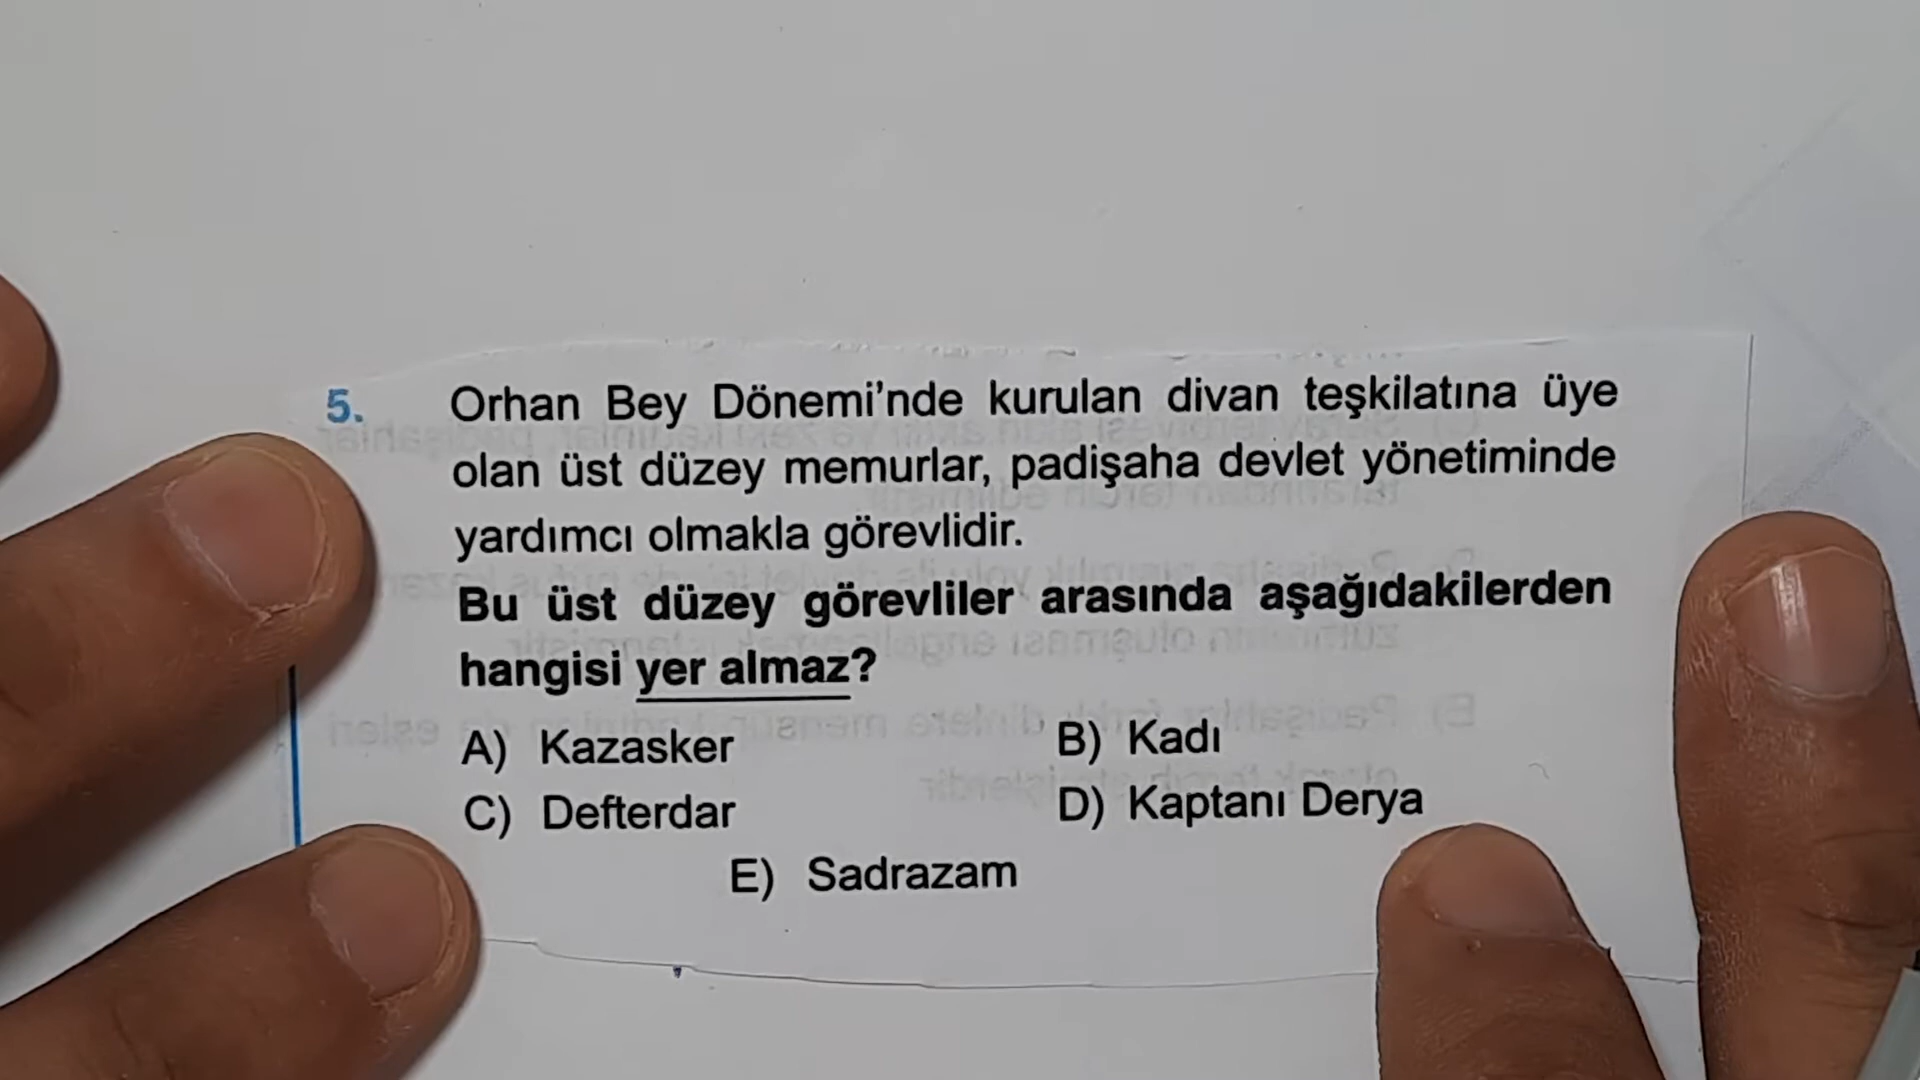 5. Orhan Bey Dönemi'nde kurulan divan teşkilatına üye
olan üst düzey memurlar, padişaha devlet yönetiminde
yardımcı olmakla görevlidir.
Bu üst düzey görevliler arasında aşağıdakilerden
hangisi yer almaz?
A) Kazasker B) Kadı
C) Defterdar D) Kaptanı Derya
E) Sadrazam